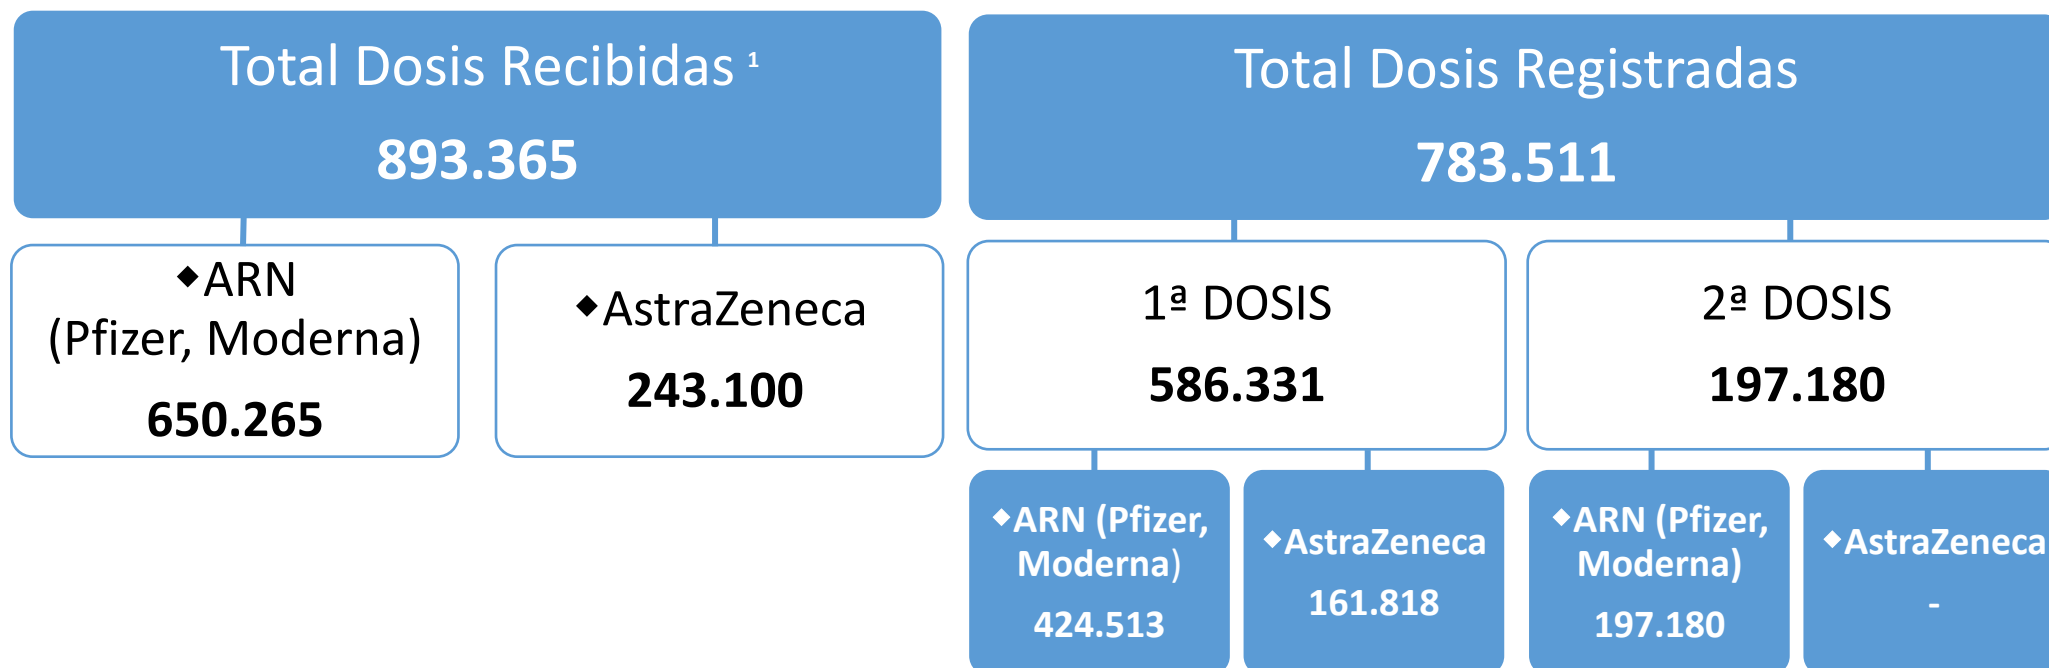 Total Dosis Recibidas ¹
893.365
◆ARN
(Pfizer, Moderna)
650.265
◆AstraZeneca
243.100
Total Dosis Registradas
783.511
1ª DOSIS
586.331
◆ARN (Pfizer,
Moderna)
424.513
◆AstraZeneca
161.818
2ª DOSIS
197.180
◆ARN (Pfizer,
Moderna)
197.180
◆AstraZeneca
-